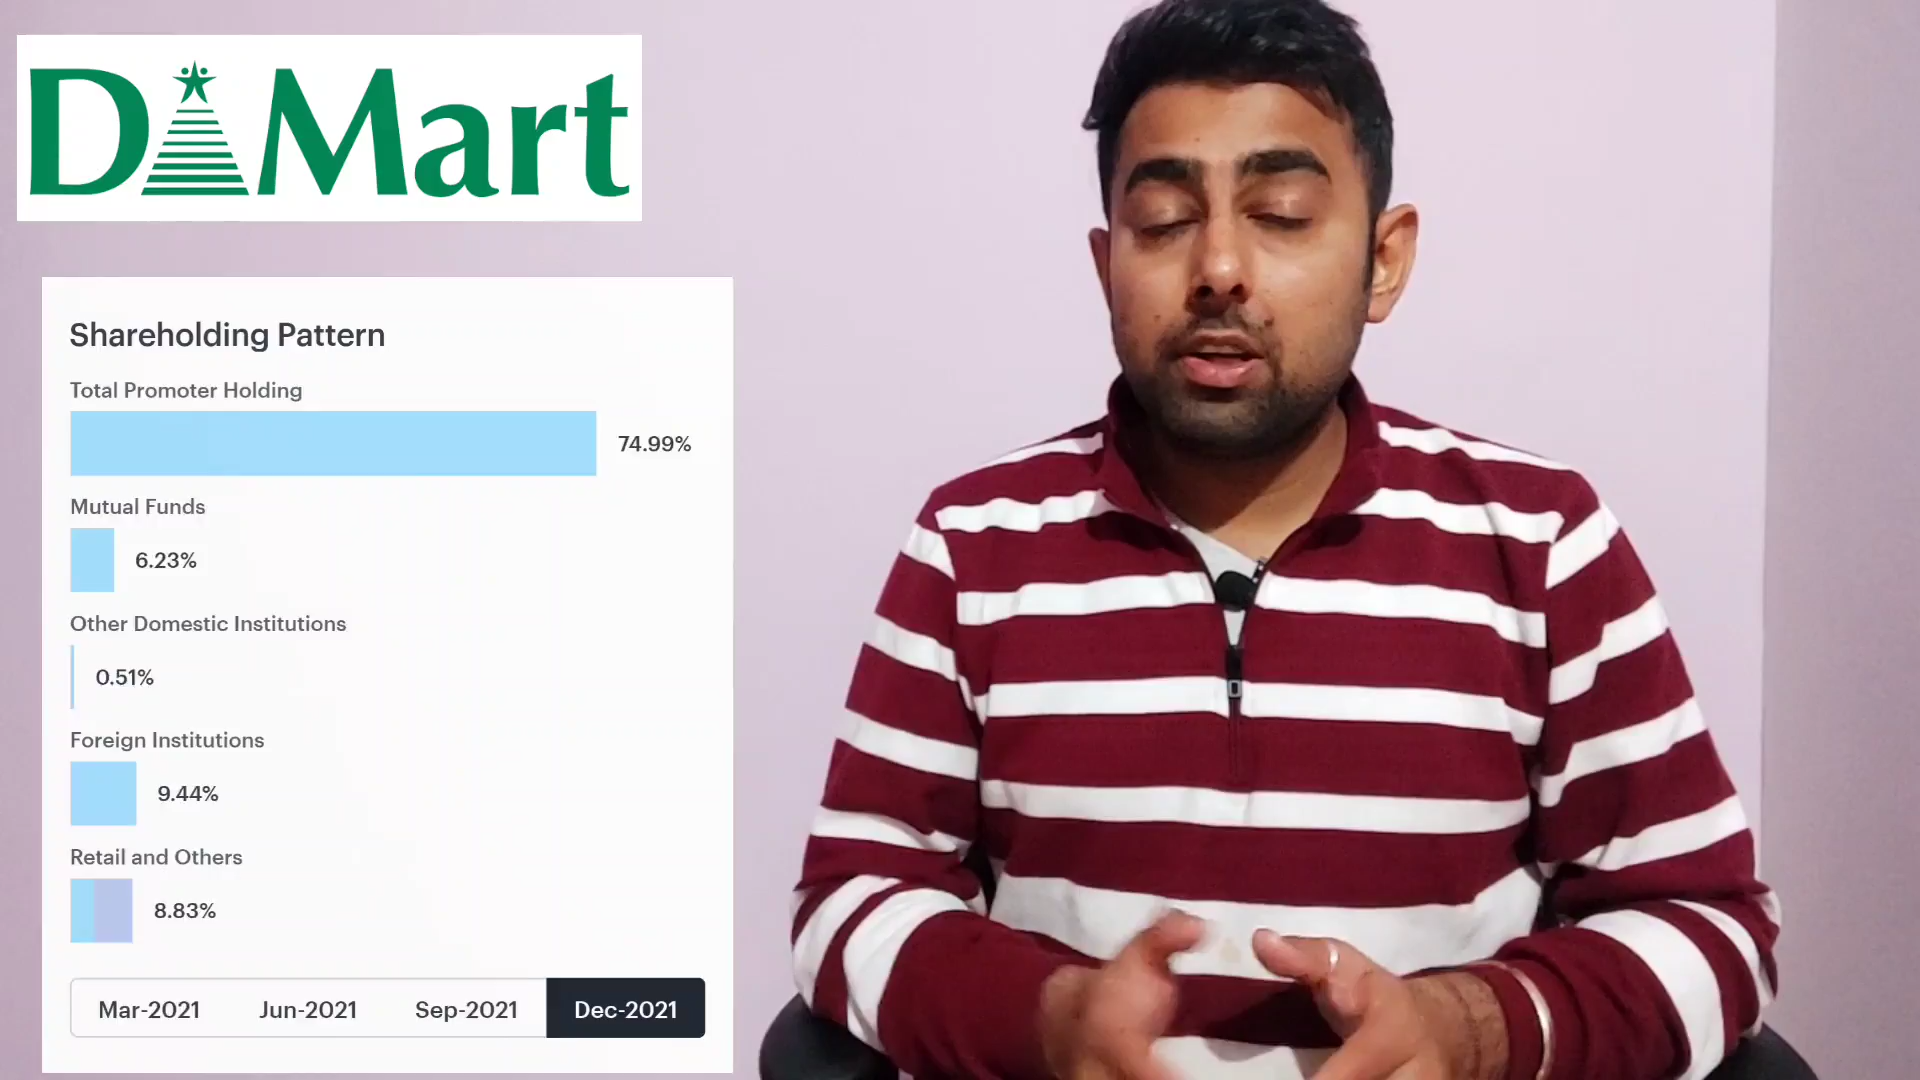 D Mart
Shareholding Pattern
Total Promoter Holding
74.99%
Mutual Funds
6.23%
Other Domestic Institutions
0.51%
Foreign Institutions
9.44%
Retail and Others
8.83%
Mar-2021 Jun-2021 Sep-2021 Dec-2021